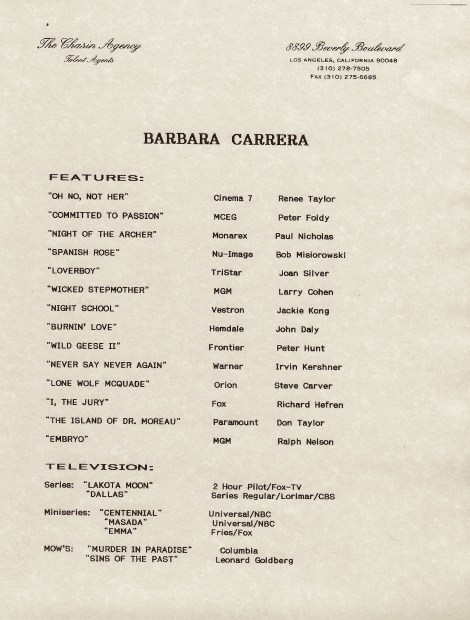 The Chasin Agency
Talent Agents
8899 Beverly Boulevard
LOS ANGELES, CALIFORNIA 90048
(310) 278-7505
FAX (310) 275-6685
BARBARA CARRERA
FEATURES:
"OH NO, NOT HER" Cinema 7 Renee Taylor
"COMMITTED TO PASSION" MCEG Peter Foldy
"NIGHT OF THE ARCHER" Monarex Paul Nicholas
"SPANISH ROSE" Nu-Image Bob Misiorowski
"LOVERBOY" TriStar Joan Silver
"WICKED STEPMOTHER" MGM Larry Cohen
"NIGHT SCHOOL" Vestron Jackie Kong
"BURNIN' LOVE" Hemdale John Daly
"WILD GEESE II" Frontier Peter Hunt
"NEVER SAY NEVER AGAIN" Warner Irvin Kershner
"LONE WOLF MCQUADE" Orion Steve Carver
"I, THE JURY" Fox Richard Hefren
"THE ISLAND OF DR. MOREAU" Paramount Don Taylor
"EMBRYO" MGM Ralph Nelson
TELEVISION:
Series: "LAKOTA MOON" 2 Hour Pilot/Fox-TV
"DALLAS" Series Regular/Lorimar/CBS
Miniseries: "CENTENNIAL" Universal/NBC
"MASADA" Universal/NBC
"EMMA" Fries/Fox
MOW'S: "MURDER IN PARADISE" Columbia
"SINS OF THE PAST" Leonard Goldberg